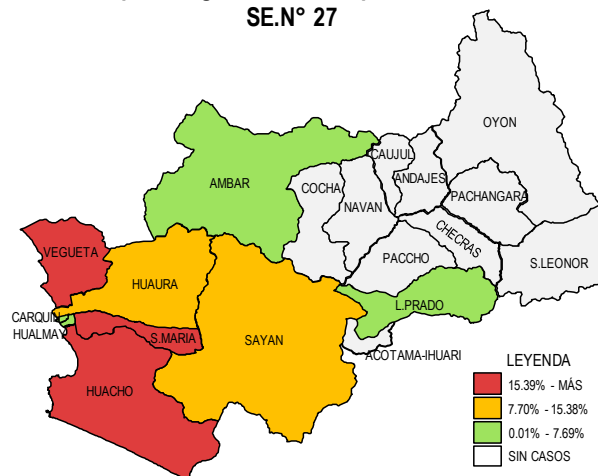 SE.N° 27
OYON
CAUJUL
ANDAJES
AMBAR
COCHA
PACHANGARA
NAVAN
CHECRAS
VEGUETA
PACCHO
S.LEONOR
HUAURA
L.PRADO
CARQUIN
HUALMAY
S.MARIA
SAYAN
ACOTAMA-IHUARI
HUACHO
LEYENDA
15.39% - MÁS
7.70% - 15.38%
0.01% - 7.69%
SIN CASOS